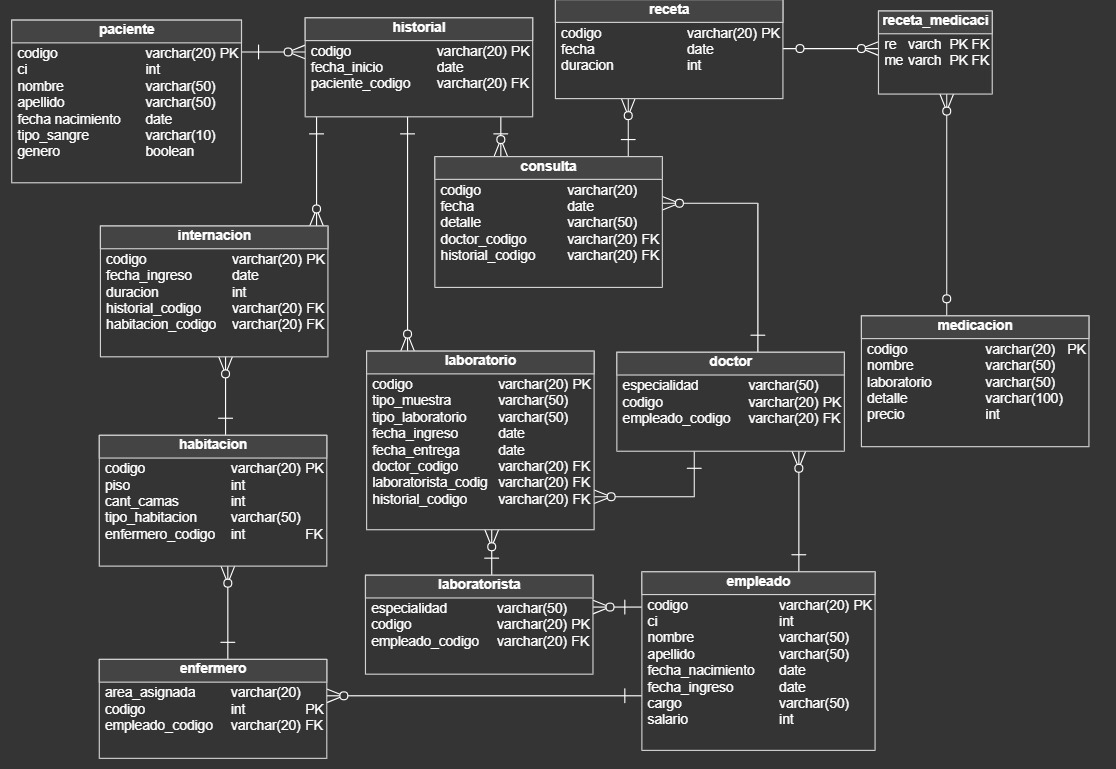 paciente
codigo varchar(20) PK
ci int
nombre varchar(50)
apellido varchar(50)
fecha nacimiento date
tipo_sangre varchar(10)
genero boolean
historial
codigo varchar(20) PK
fecha_inicio date
paciente_codigo varchar(20) FK
receta
codigo varchar(20) PK
fecha date
duracion int
receta_medicaci
re varch PK FK
me varch PK FK
consulta
codigo varchar(20)
fecha date
detalle varchar(50)
doctor_codigo varchar(20) FK
historial_codigo varchar(20) FK
internacion
codigo varchar(20) PK
fecha_ingreso date
duracion int
historial_codigo varchar(20) FK
habitacion_codigo varchar(20) FK
laboratorio
codigo varchar(20) PK
tipo_muestra varchar(50)
tipo_laboratorio varchar(50)
fecha_ingreso date
fecha_entrega date
doctor_codigo varchar(20) FK
laboratorista_codig varchar(20) FK
historial_codigo varchar(20) FK
doctor
especialidad varchar(50)
codigo varchar(20) PK
empleado_codigo varchar(20) FK
medicacion
codigo varchar(20) PK
nombre varchar(50)
laboratorio varchar(50)
detalle varchar(100)
precio int
habitacion
codigo varchar(20) PK
piso int
cant_camas int
tipo_habitacion varchar(50)
enfermero_codigo int FK
laboratorista
especialidad varchar(50)
codigo varchar(20) PK
empleado_codigo varchar(20) FK
empleado
codigo varchar(20) PK
ci int
nombre varchar(50)
apellido varchar(50)
fecha_nacimiento date
fecha_ingreso date
cargo varchar(50)
salario int
enfermero
area_asignada varchar(20)
codigo int PK
empleado_codigo varchar(20) FK